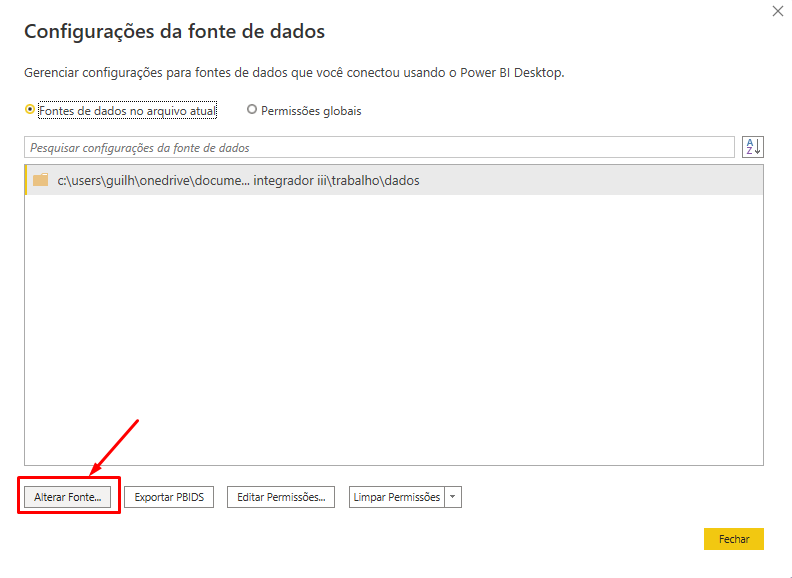 Configurações da fonte de dados
Gerenciar configurações para fontes de dados que você conectou usando o Power BI Desktop.
Fontes de dados no arquivo atual Permissões globais
Pesquisar configurações da fonte de dados
A
Z
c:\users\guilh\onedrive\docume... integrador iii\trabalho\dados
Alterar Fonte... Exportar PBIDS Editar Permissões... Limpar Permissões
Fechar